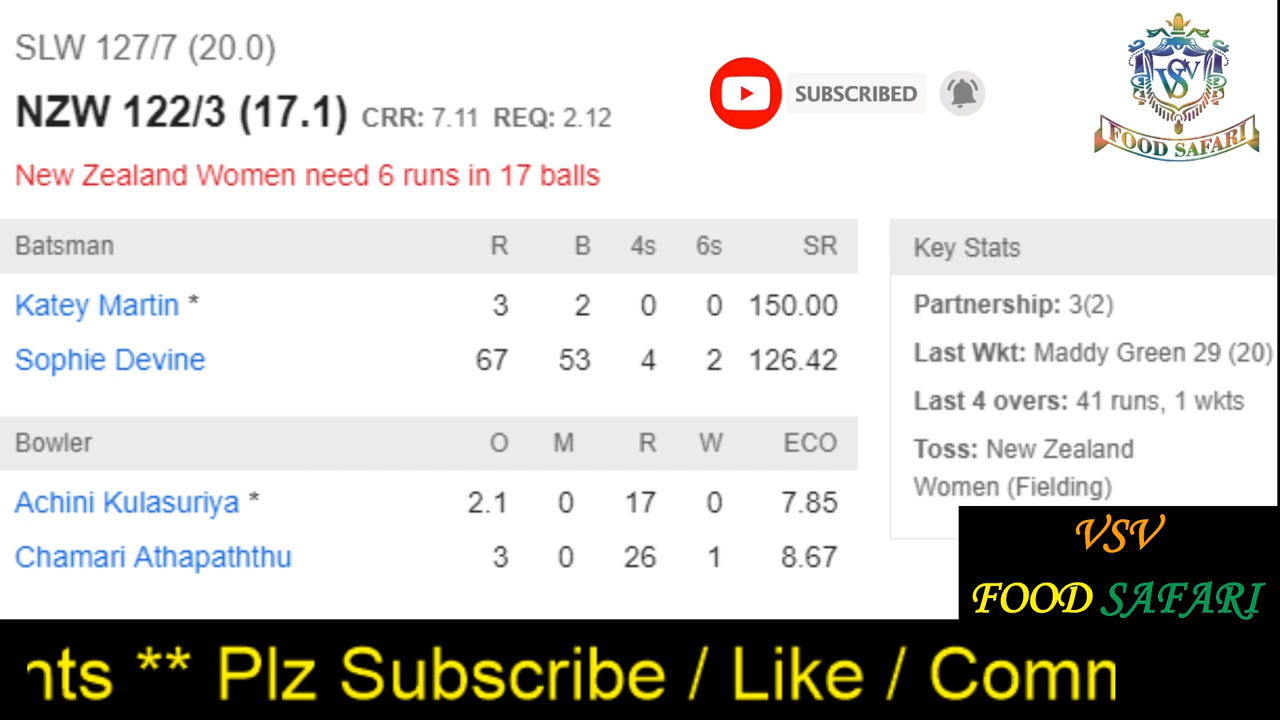 SLW 127/7 (20.0)
NZW 122/3 (17.1) CRR: 7.11 REQ: 2.12
New Zealand Women need 6 runs in 17 balls
SUBSCRIBED
VSV
FOOD SAFARI
Batsman R B 4s 6s SR
Katey Martin * 3 2 0 0 150.00
Sophie Devine 67 53 4 2 126.42
Bowler O M R W ECO
Achini Kulasuriya * 2.1 0 17 0 7.85
Chamari Athapaththu 3 0 26 1 8.67
Key Stats
Partnership: 3(2)
Last Wkt: Maddy Green 29 (20)
Last 4 overs: 41 runs, 1 wkts
Toss: New Zealand
Women (Fielding)
VSV
FOOD SAFARI
nts ** Plz Subscribe / Like / Comm